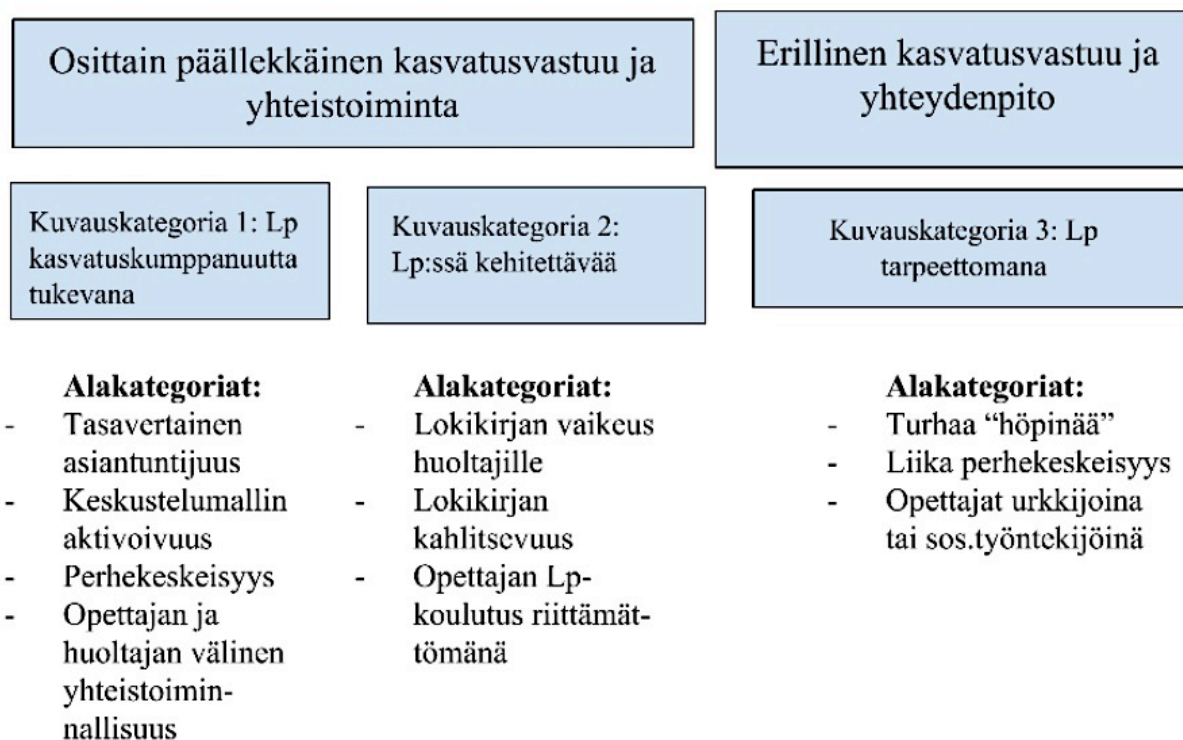 Osittain päällekkäinen kasvatusvastuu ja
yhteistoiminta
Erillinen kasvatusvastuu ja
yhteydenpito
Kuvauskategoria 1: Lp
kasvatuskumppanuutta
tukevana
Kuvauskategoria 2:
Lp:ssä kehitettävää
Kuvauskategoria 3: Lp
tarpeettomana
Alakategoriat:
- Tasavertainen
asiantuntijuus
- Keskustelumallin
aktivoivuus
- Perhekeskeisyys
- Opettajan ja
huoltajan välinen
yhteistoimin-
nallisuus
Alakategoriat:
- Lokikirjan vaikeus
huoltajille
- Lokikirjan
kahlitsevuus
- Opettajan Lp-
koulutus riittämät-
tömänä
Alakategoriat:
- Turhaa “höpinää”
- Liika perhekeskeisyys
- Opettajat urkkijoina
tai sos.työntekijöinä